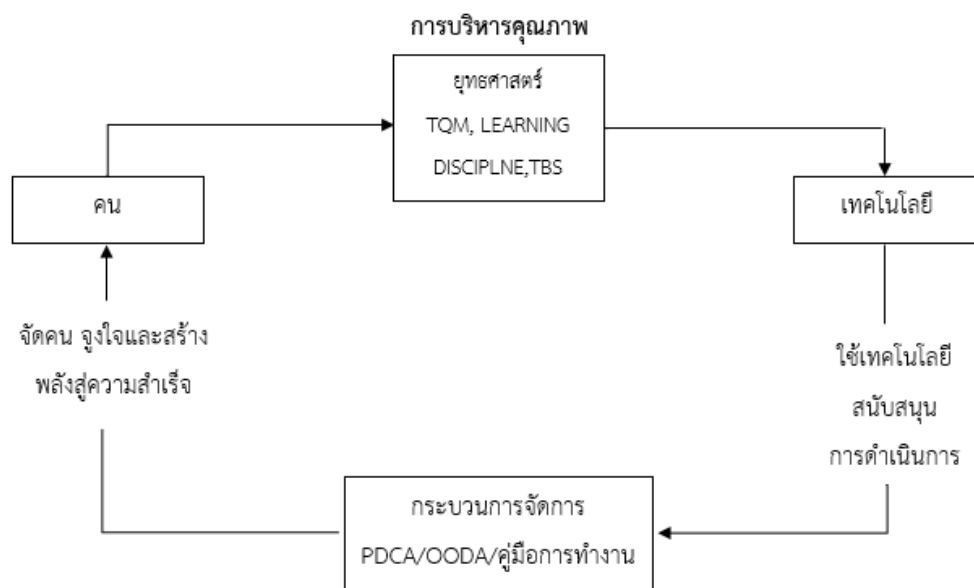 การบริหารคุณภาพ
ยุทธศาสตร์
TQM, LEARNING
DISCIPLNE,TBS
คน
เทคโนโลยี
จัดคน จูงใจและสร้าง
พลังสู่ความสำเร็จ
ใช้เทคโนโลยี
สนับสนุน
การดำเนินการ
กระบวนการจัดการ
PDCA/OODA/คู่มือการทำงาน